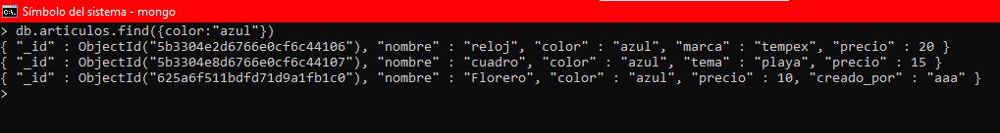 Símbolo del sistema - mongo
> db.articulos.find({color:"azul"})
{ "_id" : ObjectId("5b3304e2d6766e0cf6c44106"), "nombre" : "reloj", "color" : "azul", "marca" : "tempex", "precio" : 20 }
{ "_id" : ObjectId("5b3304e8d6766e0cf6c44107"), "nombre" : "cuadro", "color" : "azul", "tema" : "playa", "precio" : 15 }
{ "_id" : ObjectId("625a6f511bdfd71d9a1fb1c0"), "nombre" : "Florero", "color" : "azul", "precio" : 10, "creado_por" : "aaa" }
>